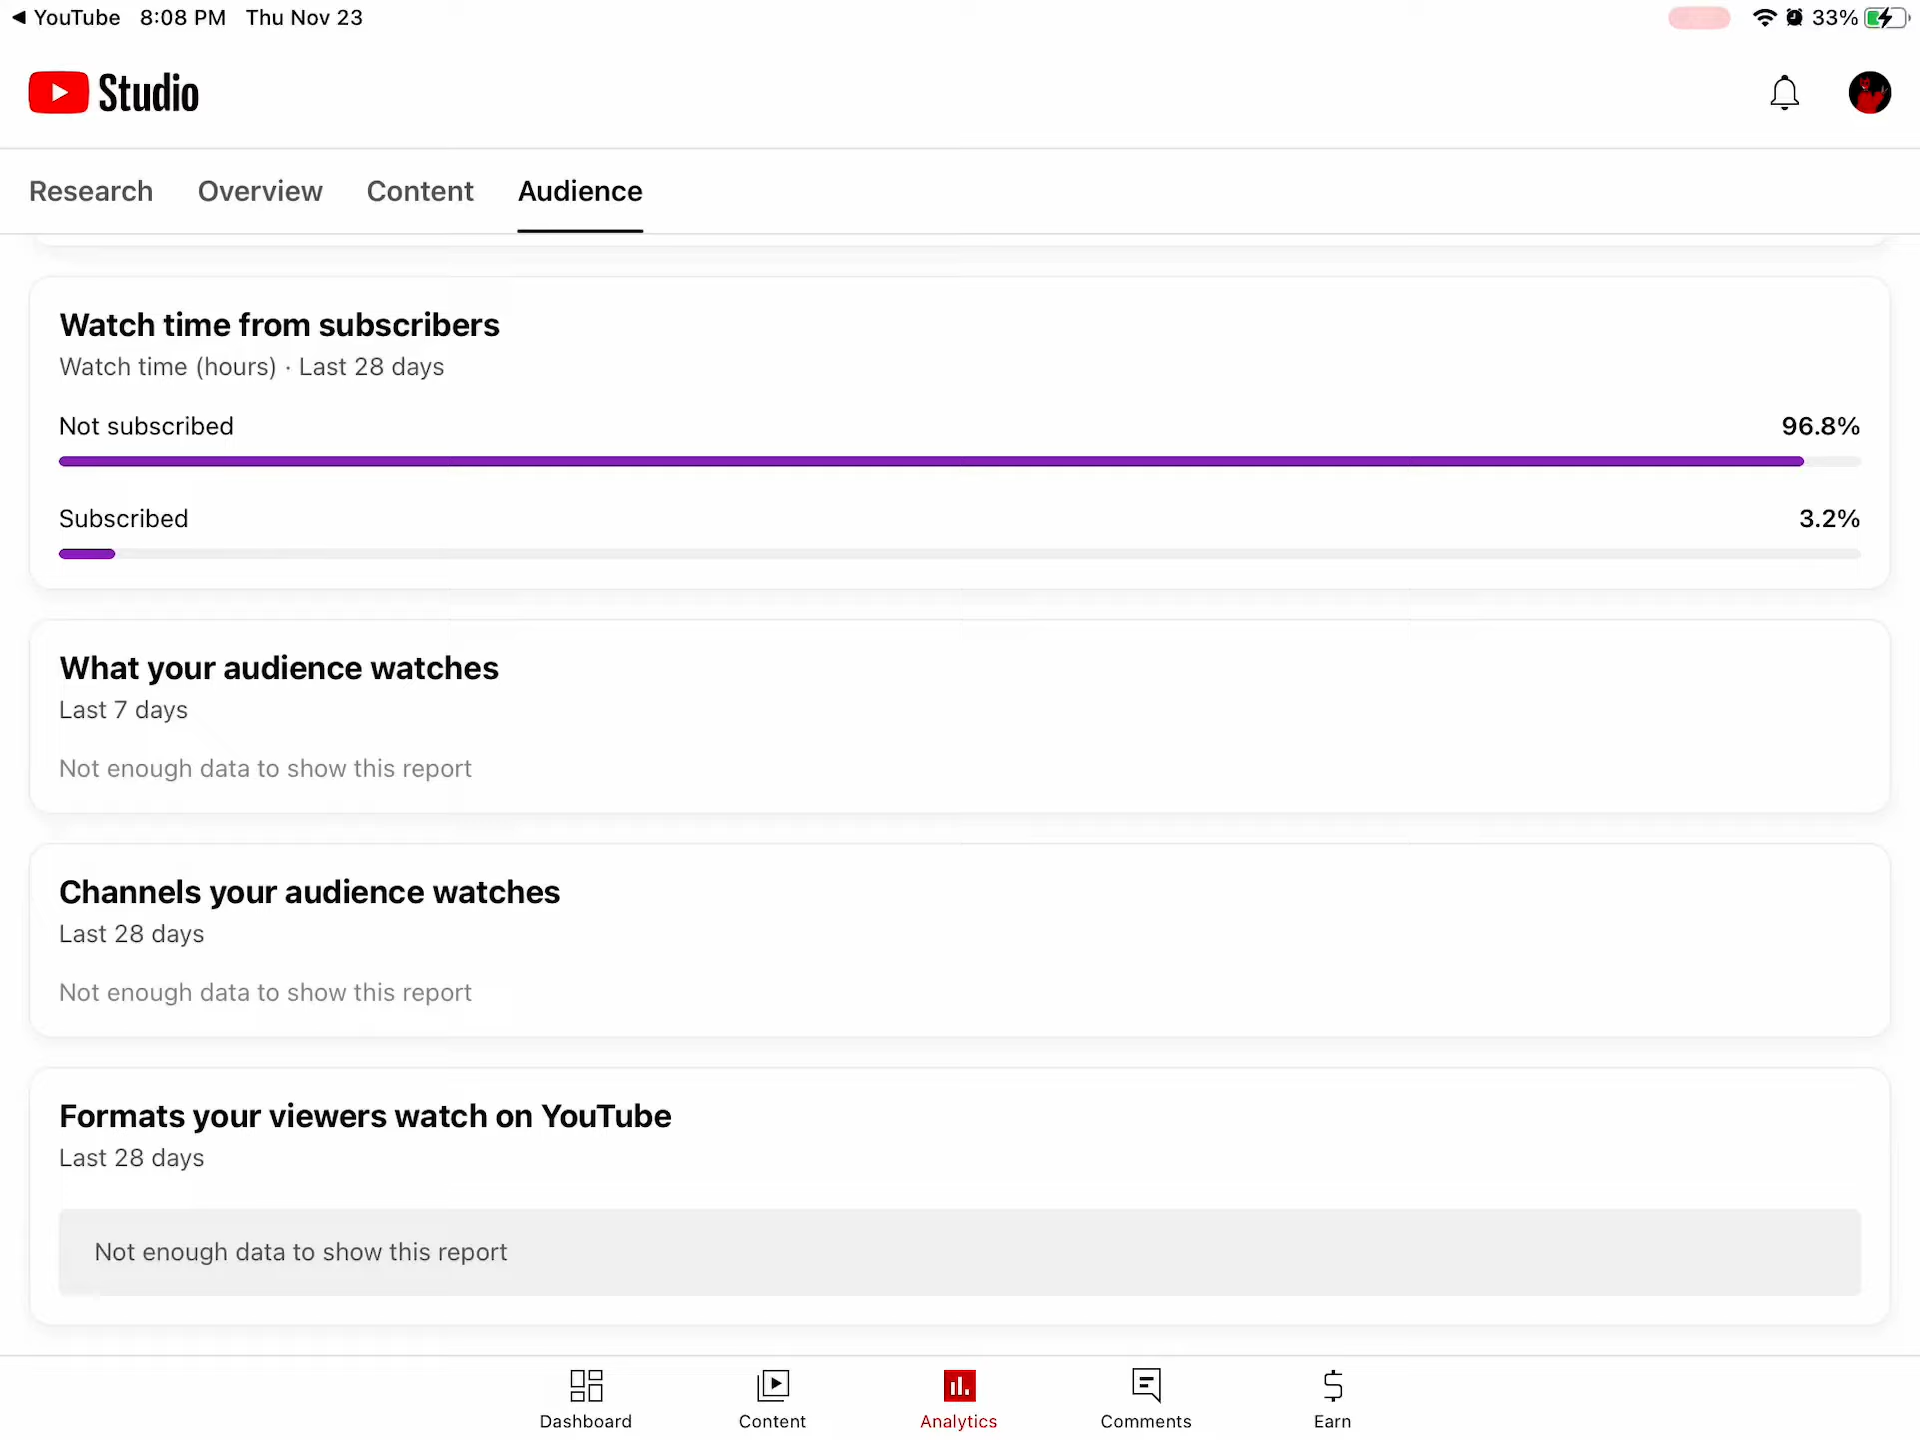 YouTube 8:08 PM Thu Nov 23 33%
Studio
Research Overview Content Audience
Watch time from subscribers
Watch time (hours) · Last 28 days
Not subscribed 96.8%
Subscribed 3.2%
What your audience watches
Last 7 days
Not enough data to show this report
Channels your audience watches
Last 28 days
Not enough data to show this report
Formats your viewers watch on YouTube
Last 28 days
Not enough data to show this report
Dashboard Content Analytics Comments Earn